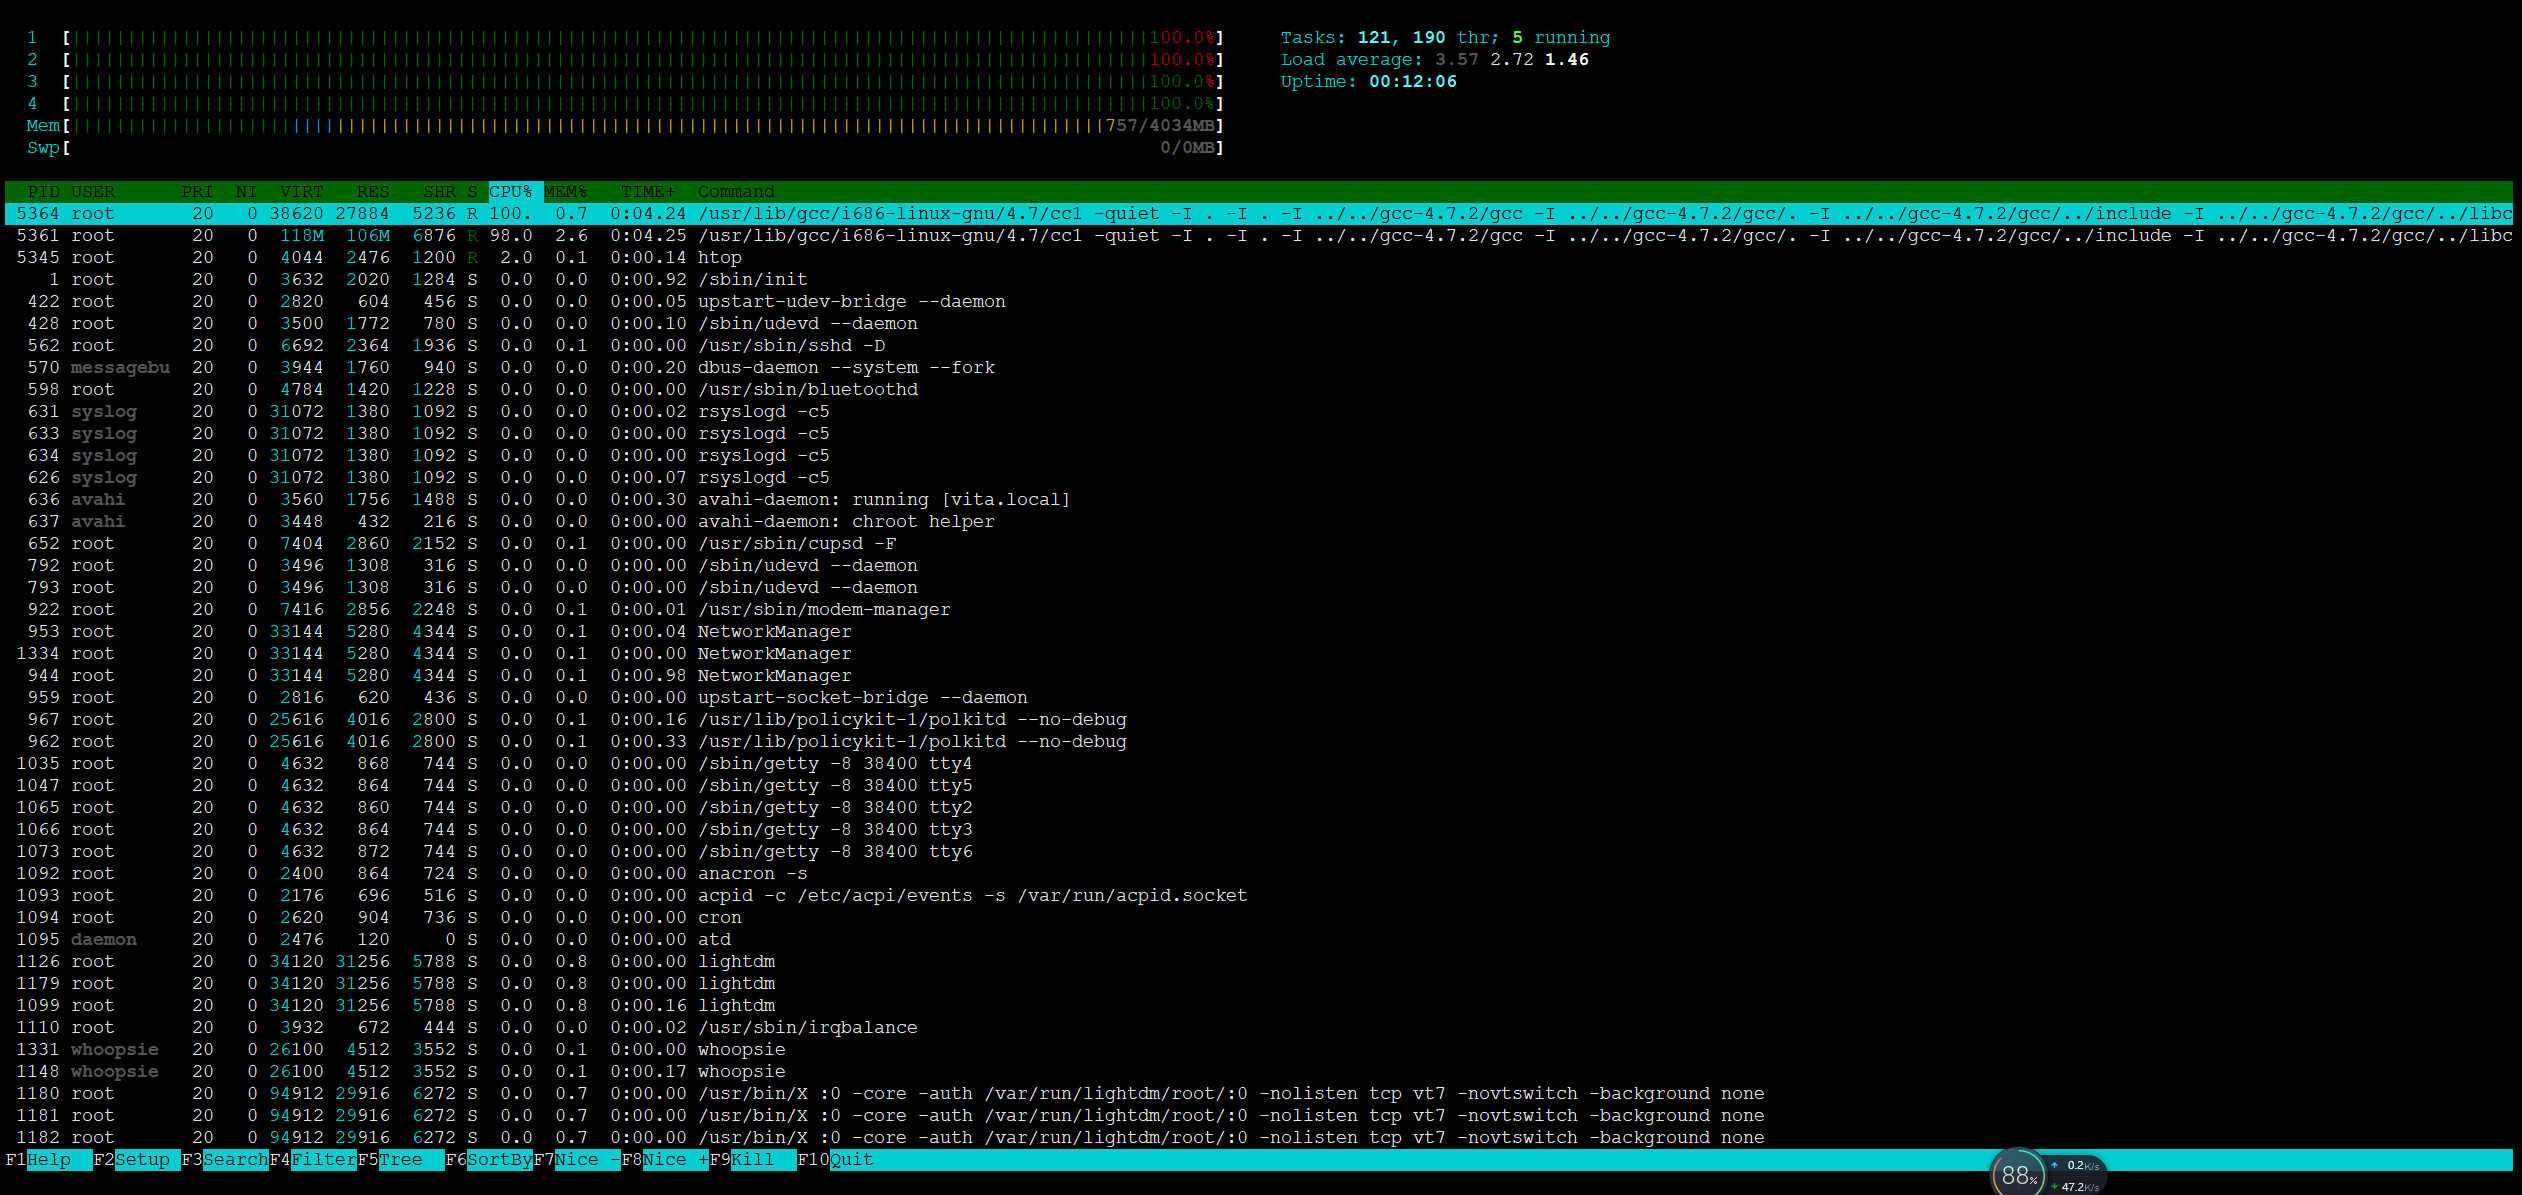 1 [100.0%] Tasks: 121, 190 thr; 5 running
2 [100.0%] Load average: 3.57 2.72 1.46
3 [100.0%] Uptime: 00:12:06
4 [100.0%]
Mem[757/4034MB]
Swp[0/0MB]
PID USER PRI NI VIRT RES SHR S CPU% MEM% TIME+ Command
5364 root 20 0 38620 27884 5236 R 100. 0.7 0:04.24 /usr/lib/gcc/i686-linux-gnu/4.7/cc1 -quiet -I . -I . -I ../../gcc-4.7.2/gcc -I ../../gcc-4.7.2/gcc/. -I ../../gcc-4.7.2/gcc/../include -I ../../gcc-4.7.2/gcc/../libc
5361 root 20 0 118M 106M 6876 R 98.0 2.6 0:04.25 /usr/lib/gcc/i686-linux-gnu/4.7/cc1 -quiet -I . -I . -I ../../gcc-4.7.2/gcc -I ../../gcc-4.7.2/gcc/. -I ../../gcc-4.7.2/gcc/../include -I ../../gcc-4.7.2/gcc/../libc
5345 root 20 0 4044 2476 1200 R 2.0 0.1 0:00.14 htop
1 root 20 0 3632 2020 1284 S 0.0 0.0 0:00.92 /sbin/init
422 root 20 0 2820 604 456 S 0.0 0.0 0:00.05 upstart-udev-bridge --daemon
428 root 20 0 3500 1772 780 S 0.0 0.0 0:00.10 /sbin/udevd --daemon
562 root 20 0 6692 2364 1936 S 0.0 0.1 0:00.00 /usr/sbin/sshd -D
570 messagebu 20 0 3944 1760 940 S 0.0 0.0 0:00.20 dbus-daemon --system --fork
598 root 20 0 4784 1420 1228 S 0.0 0.0 0:00.00 /usr/sbin/bluetoothd
631 syslog 20 0 31072 1380 1092 S 0.0 0.0 0:00.02 rsyslogd -c5
633 syslog 20 0 31072 1380 1092 S 0.0 0.0 0:00.00 rsyslogd -c5
634 syslog 20 0 31072 1380 1092 S 0.0 0.0 0:00.00 rsyslogd -c5
626 syslog 20 0 31072 1380 1092 S 0.0 0.0 0:00.07 rsyslogd -c5
636 avahi 20 0 3560 1756 1488 S 0.0 0.0 0:00.30 avahi-daemon: running [vita.local]
637 avahi 20 0 3448 432 216 S 0.0 0.0 0:00.00 avahi-daemon: chroot helper
652 root 20 0 7404 2860 2152 S 0.0 0.1 0:00.00 /usr/sbin/cupsd -F
792 root 20 0 3496 1308 316 S 0.0 0.0 0:00.00 /sbin/udevd --daemon
793 root 20 0 3496 1308 316 S 0.0 0.0 0:00.00 /sbin/udevd --daemon
922 root 20 0 7416 2856 2248 S 0.0 0.1 0:00.01 /usr/sbin/modem-manager
953 root 20 0 33144 5280 4344 S 0.0 0.1 0:00.04 NetworkManager
1334 root 20 0 33144 5280 4344 S 0.0 0.1 0:00.00 NetworkManager
944 root 20 0 33144 5280 4344 S 0.0 0.1 0:00.98 NetworkManager
959 root 20 0 2816 620 436 S 0.0 0.0 0:00.00 upstart-socket-bridge --daemon
967 root 20 0 25616 4016 2800 S 0.0 0.1 0:00.16 /usr/lib/policykit-1/polkitd --no-debug
962 root 20 0 25616 4016 2800 S 0.0 0.1 0:00.33 /usr/lib/policykit-1/polkitd --no-debug
1035 root 20 0 4632 868 744 S 0.0 0.0 0:00.00 /sbin/getty -8 38400 tty4
1047 root 20 0 4632 864 744 S 0.0 0.0 0:00.00 /sbin/getty -8 38400 tty5
1065 root 20 0 4632 860 744 S 0.0 0.0 0:00.00 /sbin/getty -8 38400 tty2
1066 root 20 0 4632 864 744 S 0.0 0.0 0:00.00 /sbin/getty -8 38400 tty3
1073 root 20 0 4632 872 744 S 0.0 0.0 0:00.00 /sbin/getty -8 38400 tty6
1092 root 20 0 2400 864 724 S 0.0 0.0 0:00.00 anacron -s
1093 root 20 0 2176 696 516 S 0.0 0.0 0:00.00 acpid -c /etc/acpi/events -s /var/run/acpid.socket
1094 root 20 0 2620 904 736 S 0.0 0.0 0:00.00 cron
1095 daemon 20 0 2476 120 0 S 0.0 0.0 0:00.00 atd
1126 root 20 0 34120 31256 5788 S 0.0 0.8 0:00.00 lightdm
1179 root 20 0 34120 31256 5788 S 0.0 0.8 0:00.00 lightdm
1099 root 20 0 34120 31256 5788 S 0.0 0.8 0:00.16 lightdm
1110 root 20 0 3932 672 444 S 0.0 0.0 0:00.02 /usr/sbin/irqbalance
1331 whoopsie 20 0 26100 4512 3552 S 0.0 0.1 0:00.00 whoopsie
1148 whoopsie 20 0 26100 4512 3552 S 0.0 0.1 0:00.17 whoopsie
1180 root 20 0 94912 29916 6272 S 0.0 0.7 0:00.00 /usr/bin/X :0 -core -auth /var/run/lightdm/root/:0 -nolisten tcp vt7 -novtswitch -background none
1181 root 20 0 94912 29916 6272 S 0.0 0.7 0:00.00 /usr/bin/X :0 -core -auth /var/run/lightdm/root/:0 -nolisten tcp vt7 -novtswitch -background none
1182 root 20 0 94912 29916 6272 S 0.0 0.7 0:00.00 /usr/bin/X :0 -core -auth /var/run/lightdm/root/:0 -nolisten tcp vt7 -novtswitch -background none
F1Help F2Setup F3SearchF4FilterF5Tree F6SortByF7Nice -F8Nice +F9Kill F10Quit
88% 0.2K/s
47.2K/s